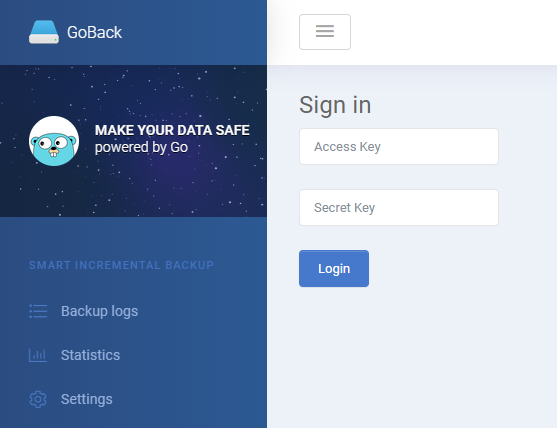 GoBack
MAKE YOUR DATA SAFE
powered by Go
SMART INCREMENTAL BACKUP
Backup logs
Statistics
Settings
Sign in
Access Key
Secret Key
Login